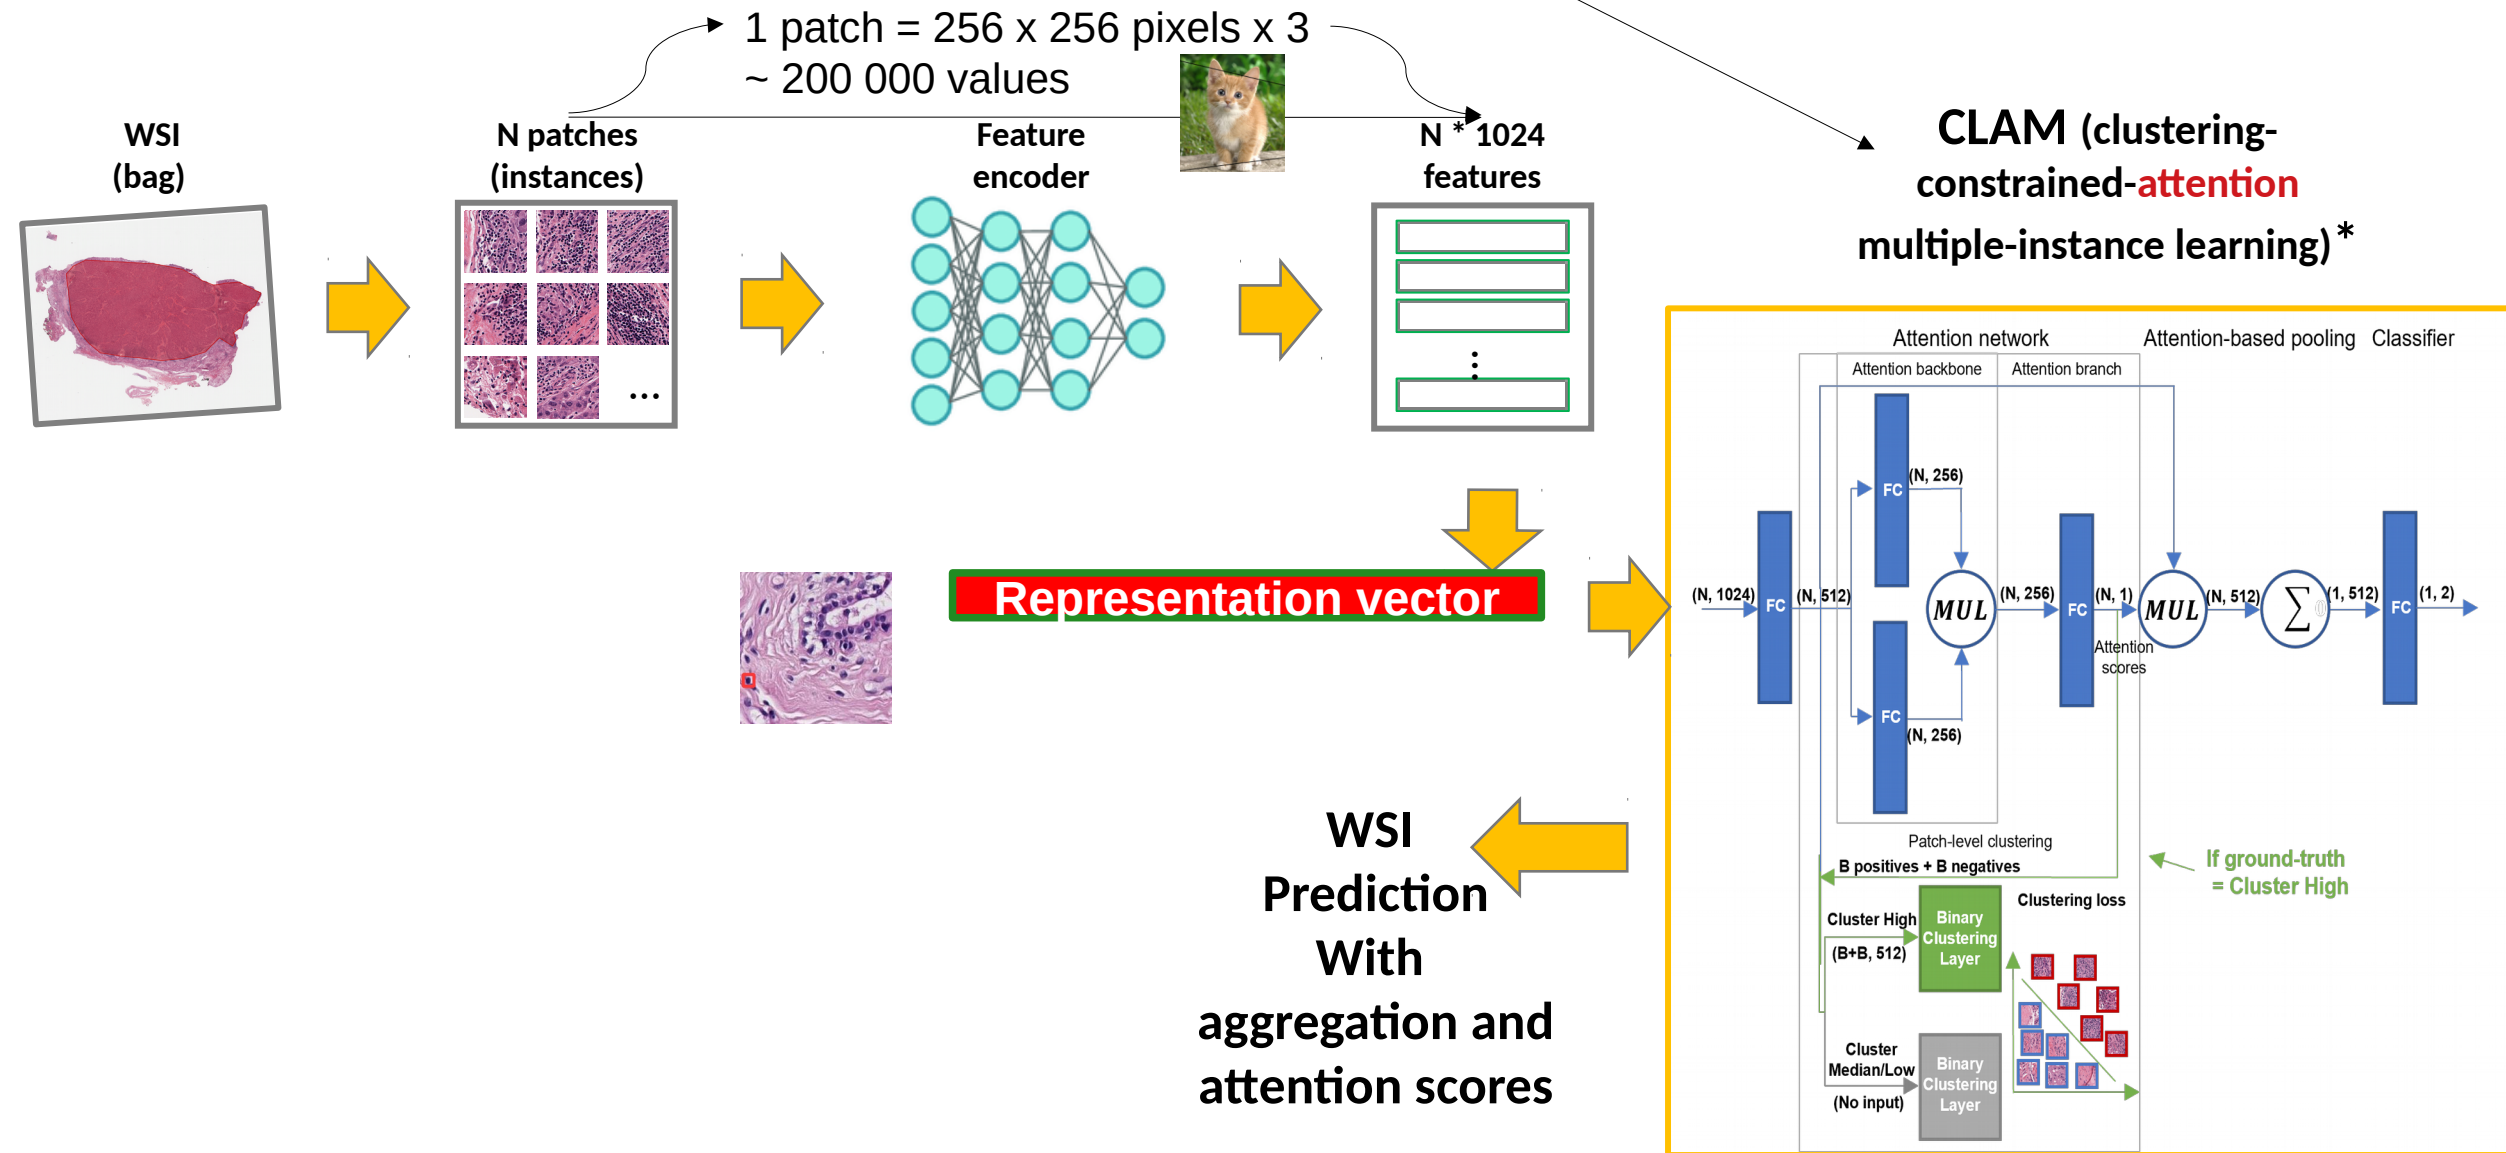 1 patch = 256 x 256 pixels x 3
~ 200 000 values
WSI
(bag)
N patches
(instances)
...
Feature
encoder
N * 1024
features
CLAM (clustering-
constrained-attention
multiple-instance learning)*
Representation vector
WSI
Prediction
With
aggregation and
attention scores
Attention network
Attention-based pooling
Classifier
Attention backbone
Attention branch
(N, 1024)
FC
(N, 512)
FC
(N, 256)
FC
(N, 256)
MUL
(N, 256)
FC
(N, 1)
Attention
scores
MUL
(N, 512)
∑
(1, 512)
FC
(1, 2)
Patch-level clustering
B positives + B negatives
If ground-truth
= Cluster High
Cluster High
(B+B, 512)
Binary
Clustering
Layer
Clustering loss
Cluster
Median/Low
(No input)
Binary
Clustering
Layer